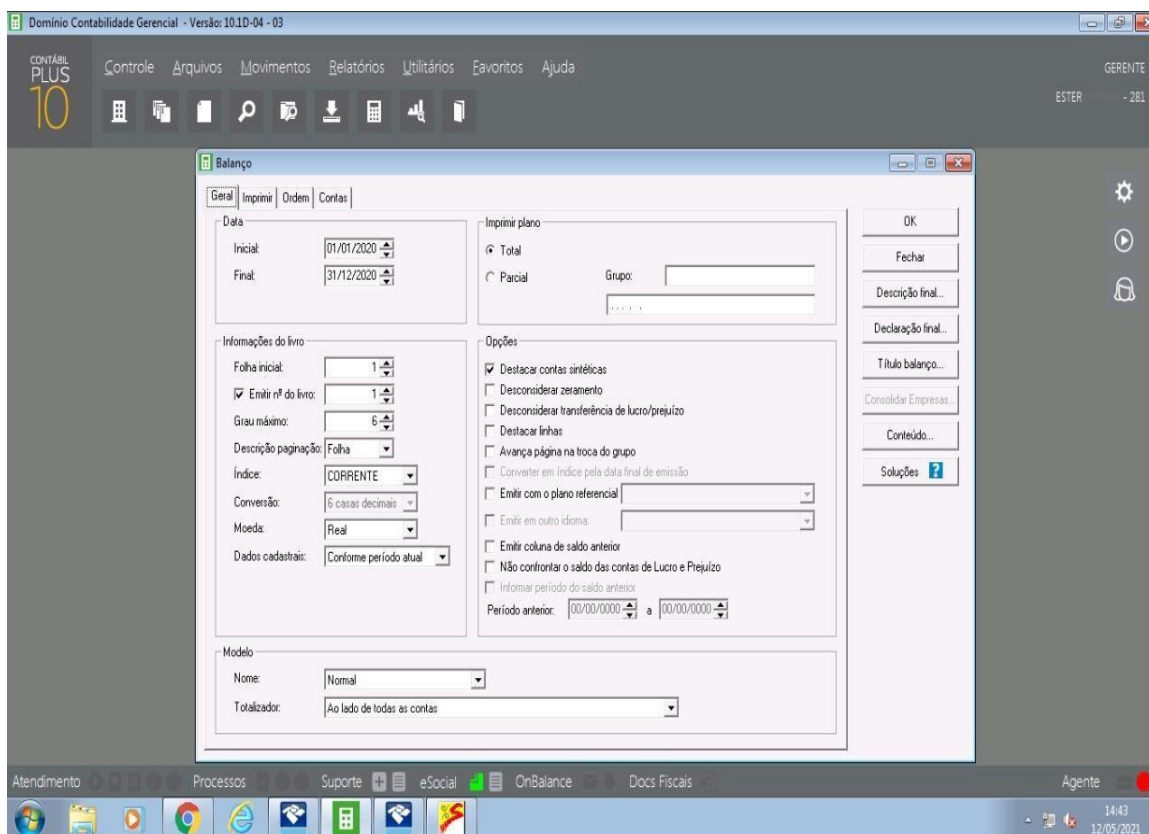 Domínio Contabilidade Gerencial - Versão: 10.1D-04 - 03
CONTÁBIL
PLUS
10
Controle Arquivos Movimentos Relatórios Utilitários Favoritos Ajuda
GERENTE
ESTER - 281
Balanço
Geral Imprimir Ordem Contas
Data
Inicial: 01/01/2020
Final: 31/12/2020
Informações do livro
Folha inicial: 1
Emitir nº do livro: 1
Grau máximo: 6
Descrição paginação: Folha
Índice: CORRENTE
Conversão: 6 casas decimais
Moeda: Real
Dados cadastrais: Conforme período atual
Imprimir plano
Total
Parcial Grupo:
. . . . .
Opções
Destacar contas sintéticas
Desconsiderar zeramento
Desconsiderar transferência de lucro/prejuízo
Destacar linhas
Avança página na troca do grupo
Converter em índice pela data final de emissão
Emitir com o plano referencial
Emitir em outro idioma:
Emitir coluna de saldo anterior
Não confrontar o saldo das contas de Lucro e Prejuízo
Informar período do saldo anterior
Período anterior: 00/00/0000 a 00/00/0000
Modelo
Nome: Normal
Totalizador: Ao lado de todas as contas
OK
Fechar
Descrição final...
Declaração final...
Título balanço...
Consolidar Empresas...
Conteúdo...
Soluções ?
Atendimento Processos Suporte eSocial OnBalance Docs Fiscais Agente
14:43
12/05/2021